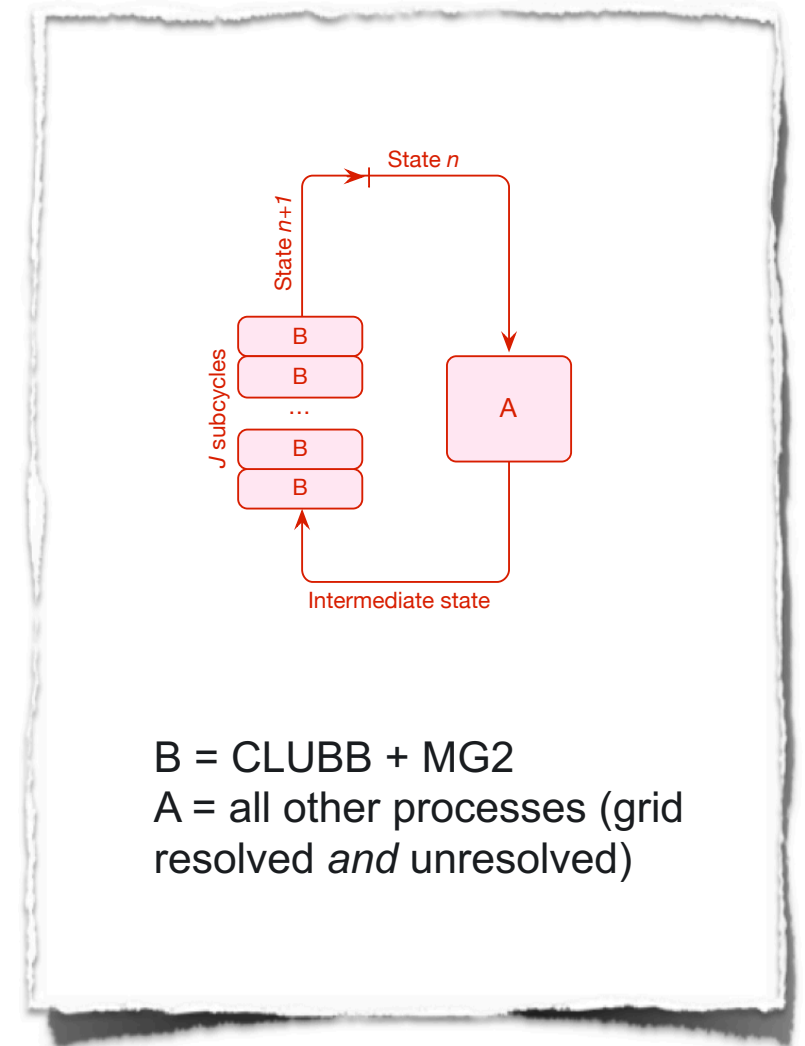 State n
State n+1
B
B
...
B
B
J subcycles
A
Intermediate state
B = CLUBB + MG2
A = all other processes (grid
resolved and unresolved)